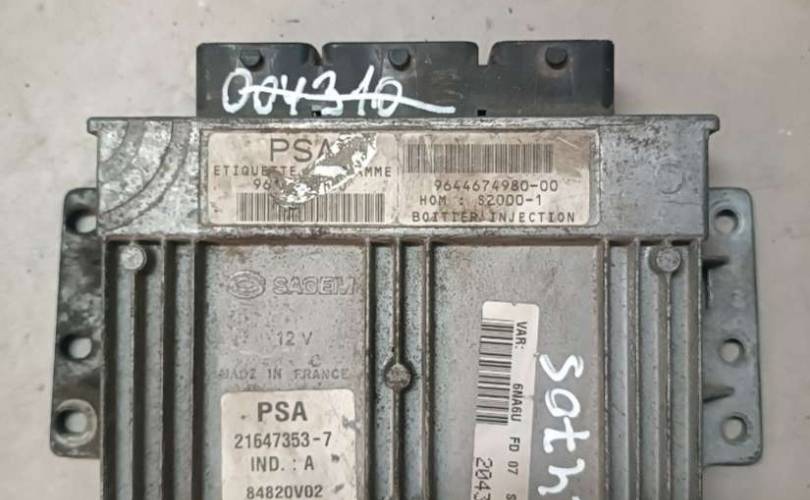 004310
PSA
ETIQUETTE
9644674980-00
HOM : S2000-1
BOITIER INJECTION
SAGEM
12 V
MADE IN FRANCE
PSA
21647353-7
IND. : A
84820V02
VAR: 6NA6U FD 07
2043